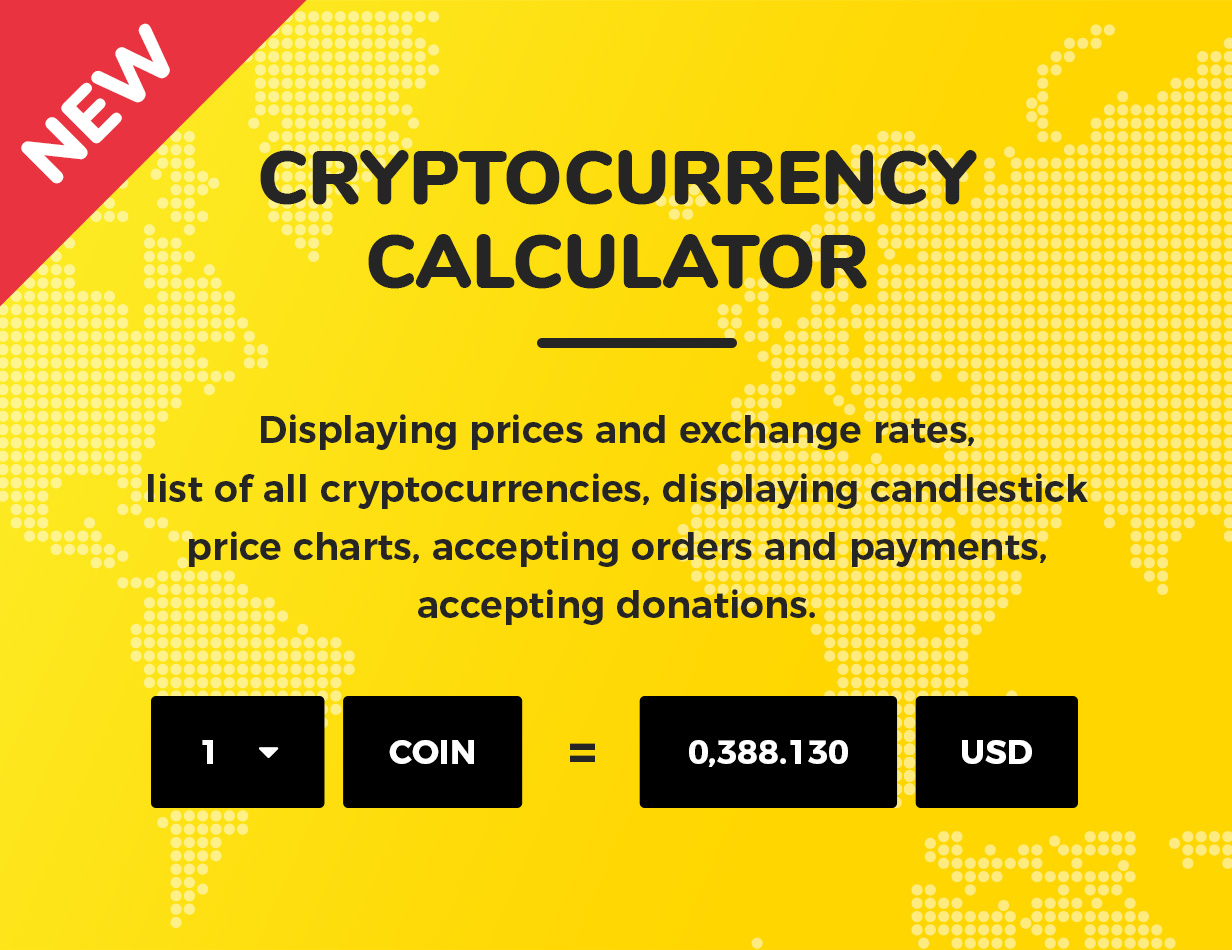 NEW
CRYPTOCURRENCY
CALCULATOR
Displaying prices and exchange rates,
list of all cryptocurrencies, displaying candlestick
price charts, accepting orders and payments,
accepting donations.
1 COIN = 0,388.130 USD